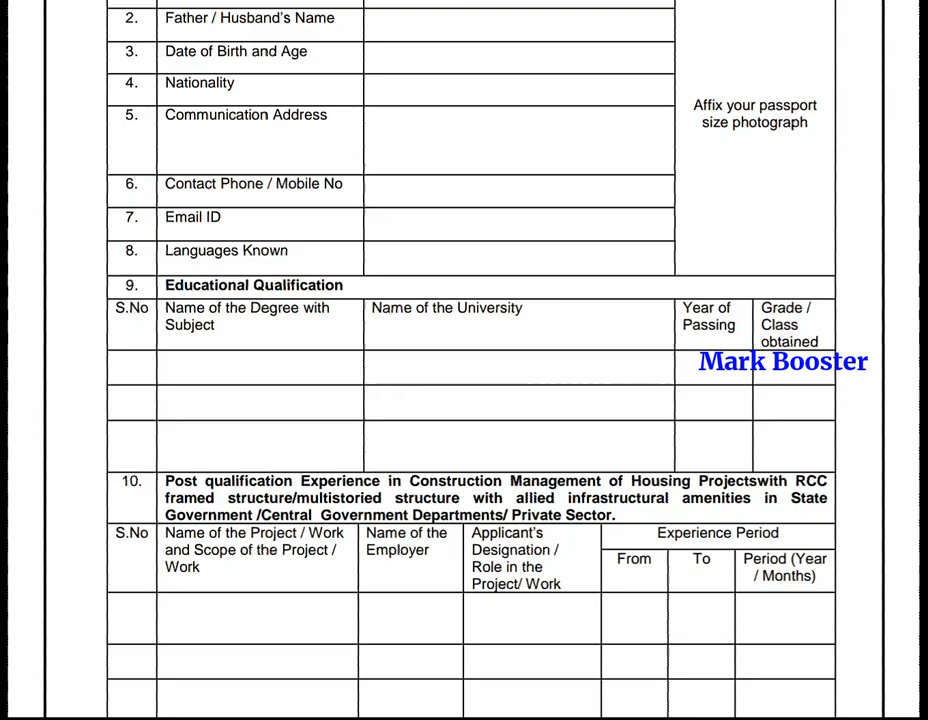 2. Father / Husband's Name
3. Date of Birth and Age
4. Nationality
5. Communication Address
Affix your passport
size photograph
6. Contact Phone / Mobile No
7. Email ID
8. Languages Known
9. Educational Qualification
S.No Name of the Degree with Subject Name of the University Year of Passing Grade / Class obtained
Mark Booster
10. Post qualification Experience in Construction Management of Housing Projectswith RCC
framed structure/multistoried structure with allied infrastructural amenities in State
Government /Central Government Departments/ Private Sector.
S.No Name of the Project / Work and Scope of the Project / Work Name of the Employer Applicant's Designation / Role in the Project/ Work Experience Period
From To Period (Year / Months)